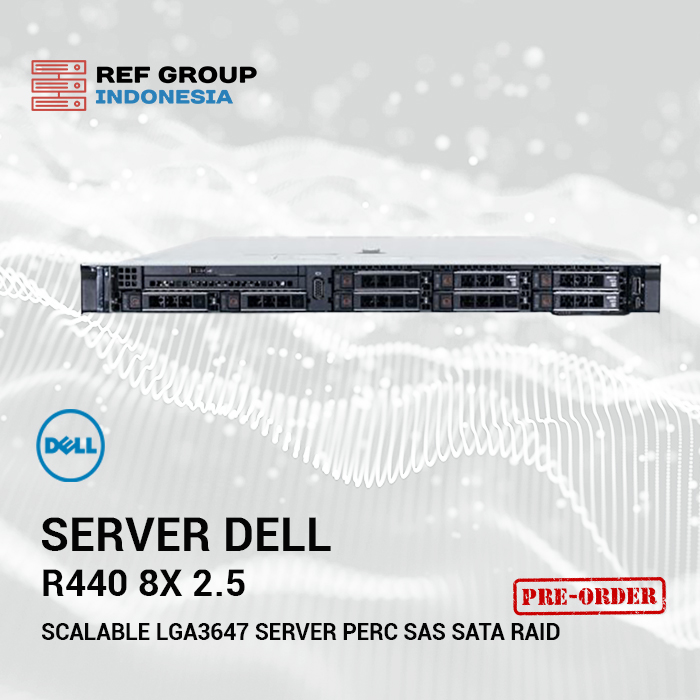 REF GROUP
INDONESIA
DELL
SERVER DELL
R440 8X 2.5
PRE-ORDER
SCALABLE LGA3647 SERVER PERC SAS SATA RAID